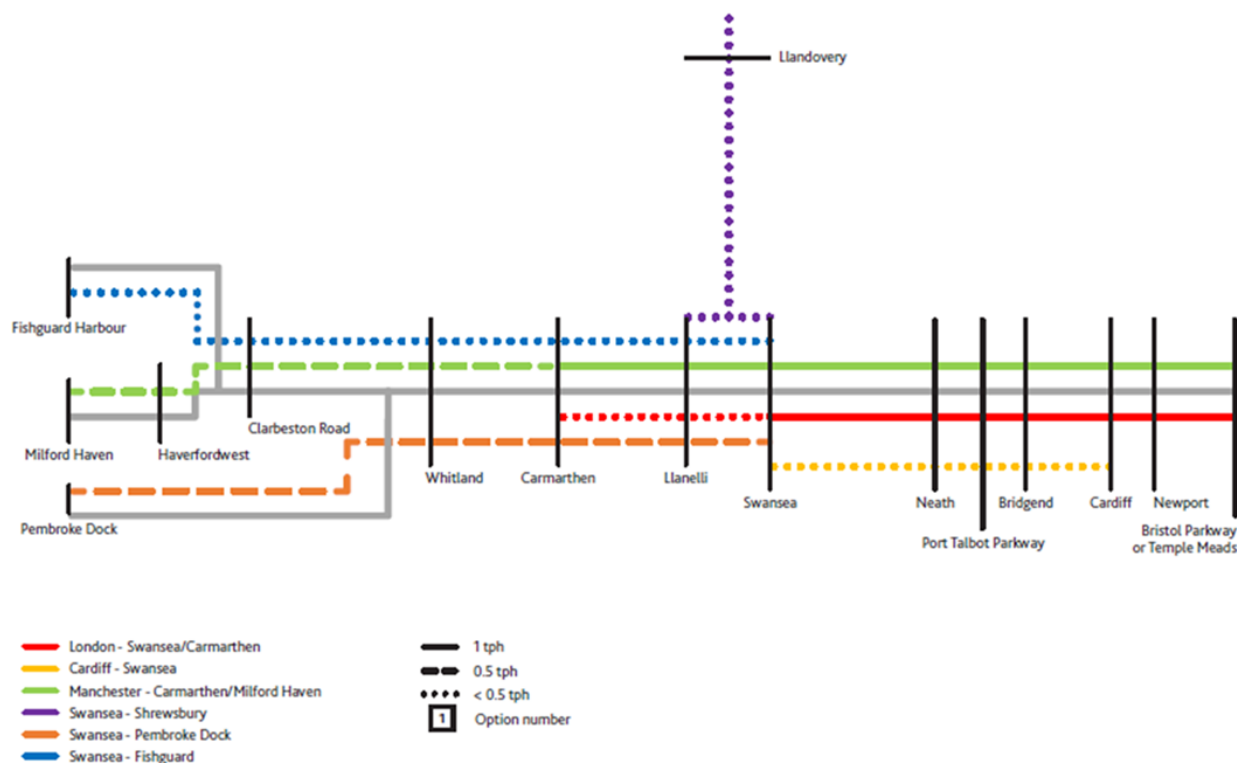 Llandovery
Fishguard Harbour
Clarbeston Road
Milford Haven
Haverfordwest
Whitland
Carmarthen
Llanelli
Swansea
Neath
Bridgend
Cardiff
Newport
Pembroke Dock
Port Talbot Parkway
Bristol Parkway
or Temple Meads
London - Swansea/Carmarthen
Cardiff - Swansea
Manchester - Carmarthen/Milford Haven
Swansea - Shrewsbury
Swansea - Pembroke Dock
Swansea - Fishguard
1 tph
0.5 tph
< 0.5 tph
1 Option number